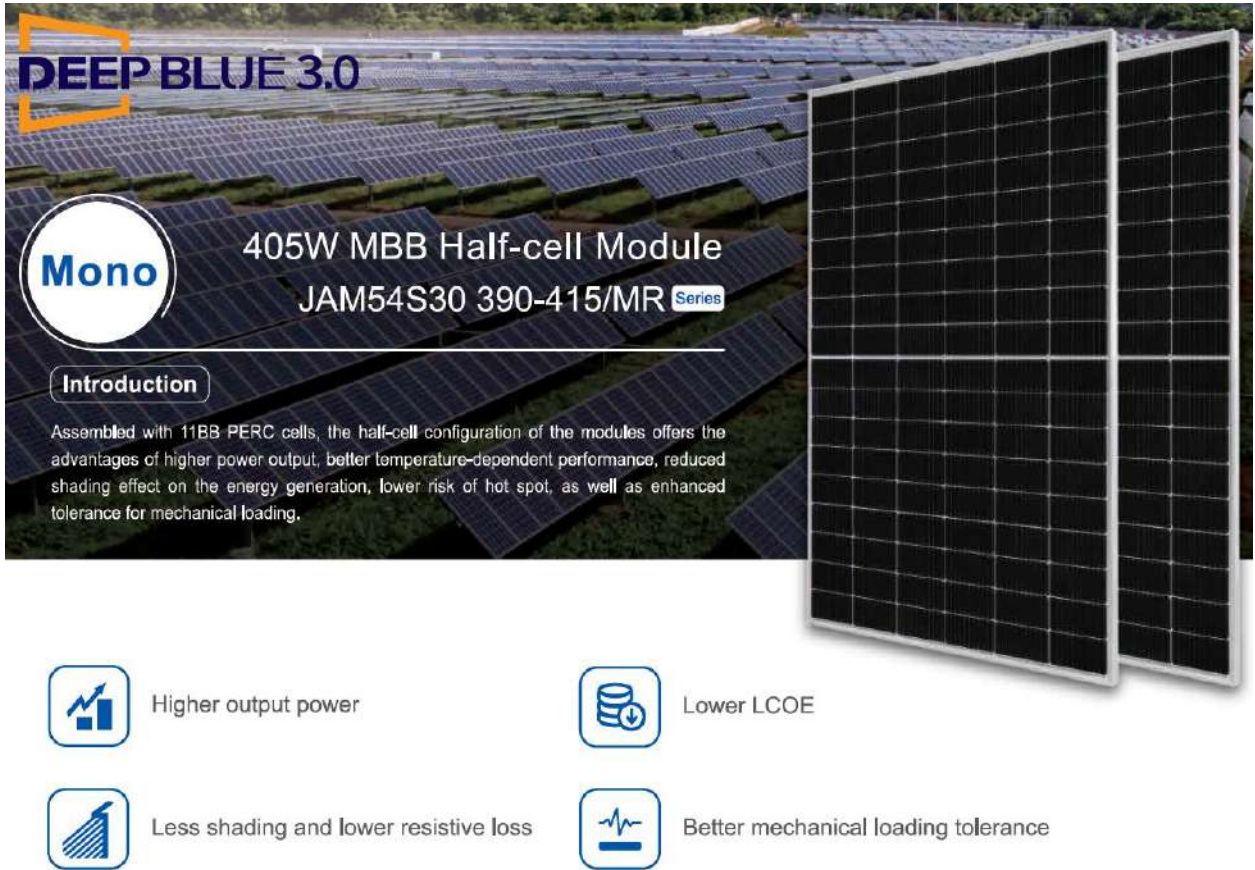 DEEP BLUE 3.0
Mono
405W MBB Half-cell Module
JAM54S30 390-415/MR Series
Introduction
Assembled with 11BB PERC cells, the half-cell configuration of the modules offers the
advantages of higher power output, better temperature-dependent performance, reduced
shading effect on the energy generation, lower risk of hot spot, as well as enhanced
tolerance for mechanical loading.
Higher output power
Lower LCOE
Less shading and lower resistive loss
Better mechanical loading tolerance